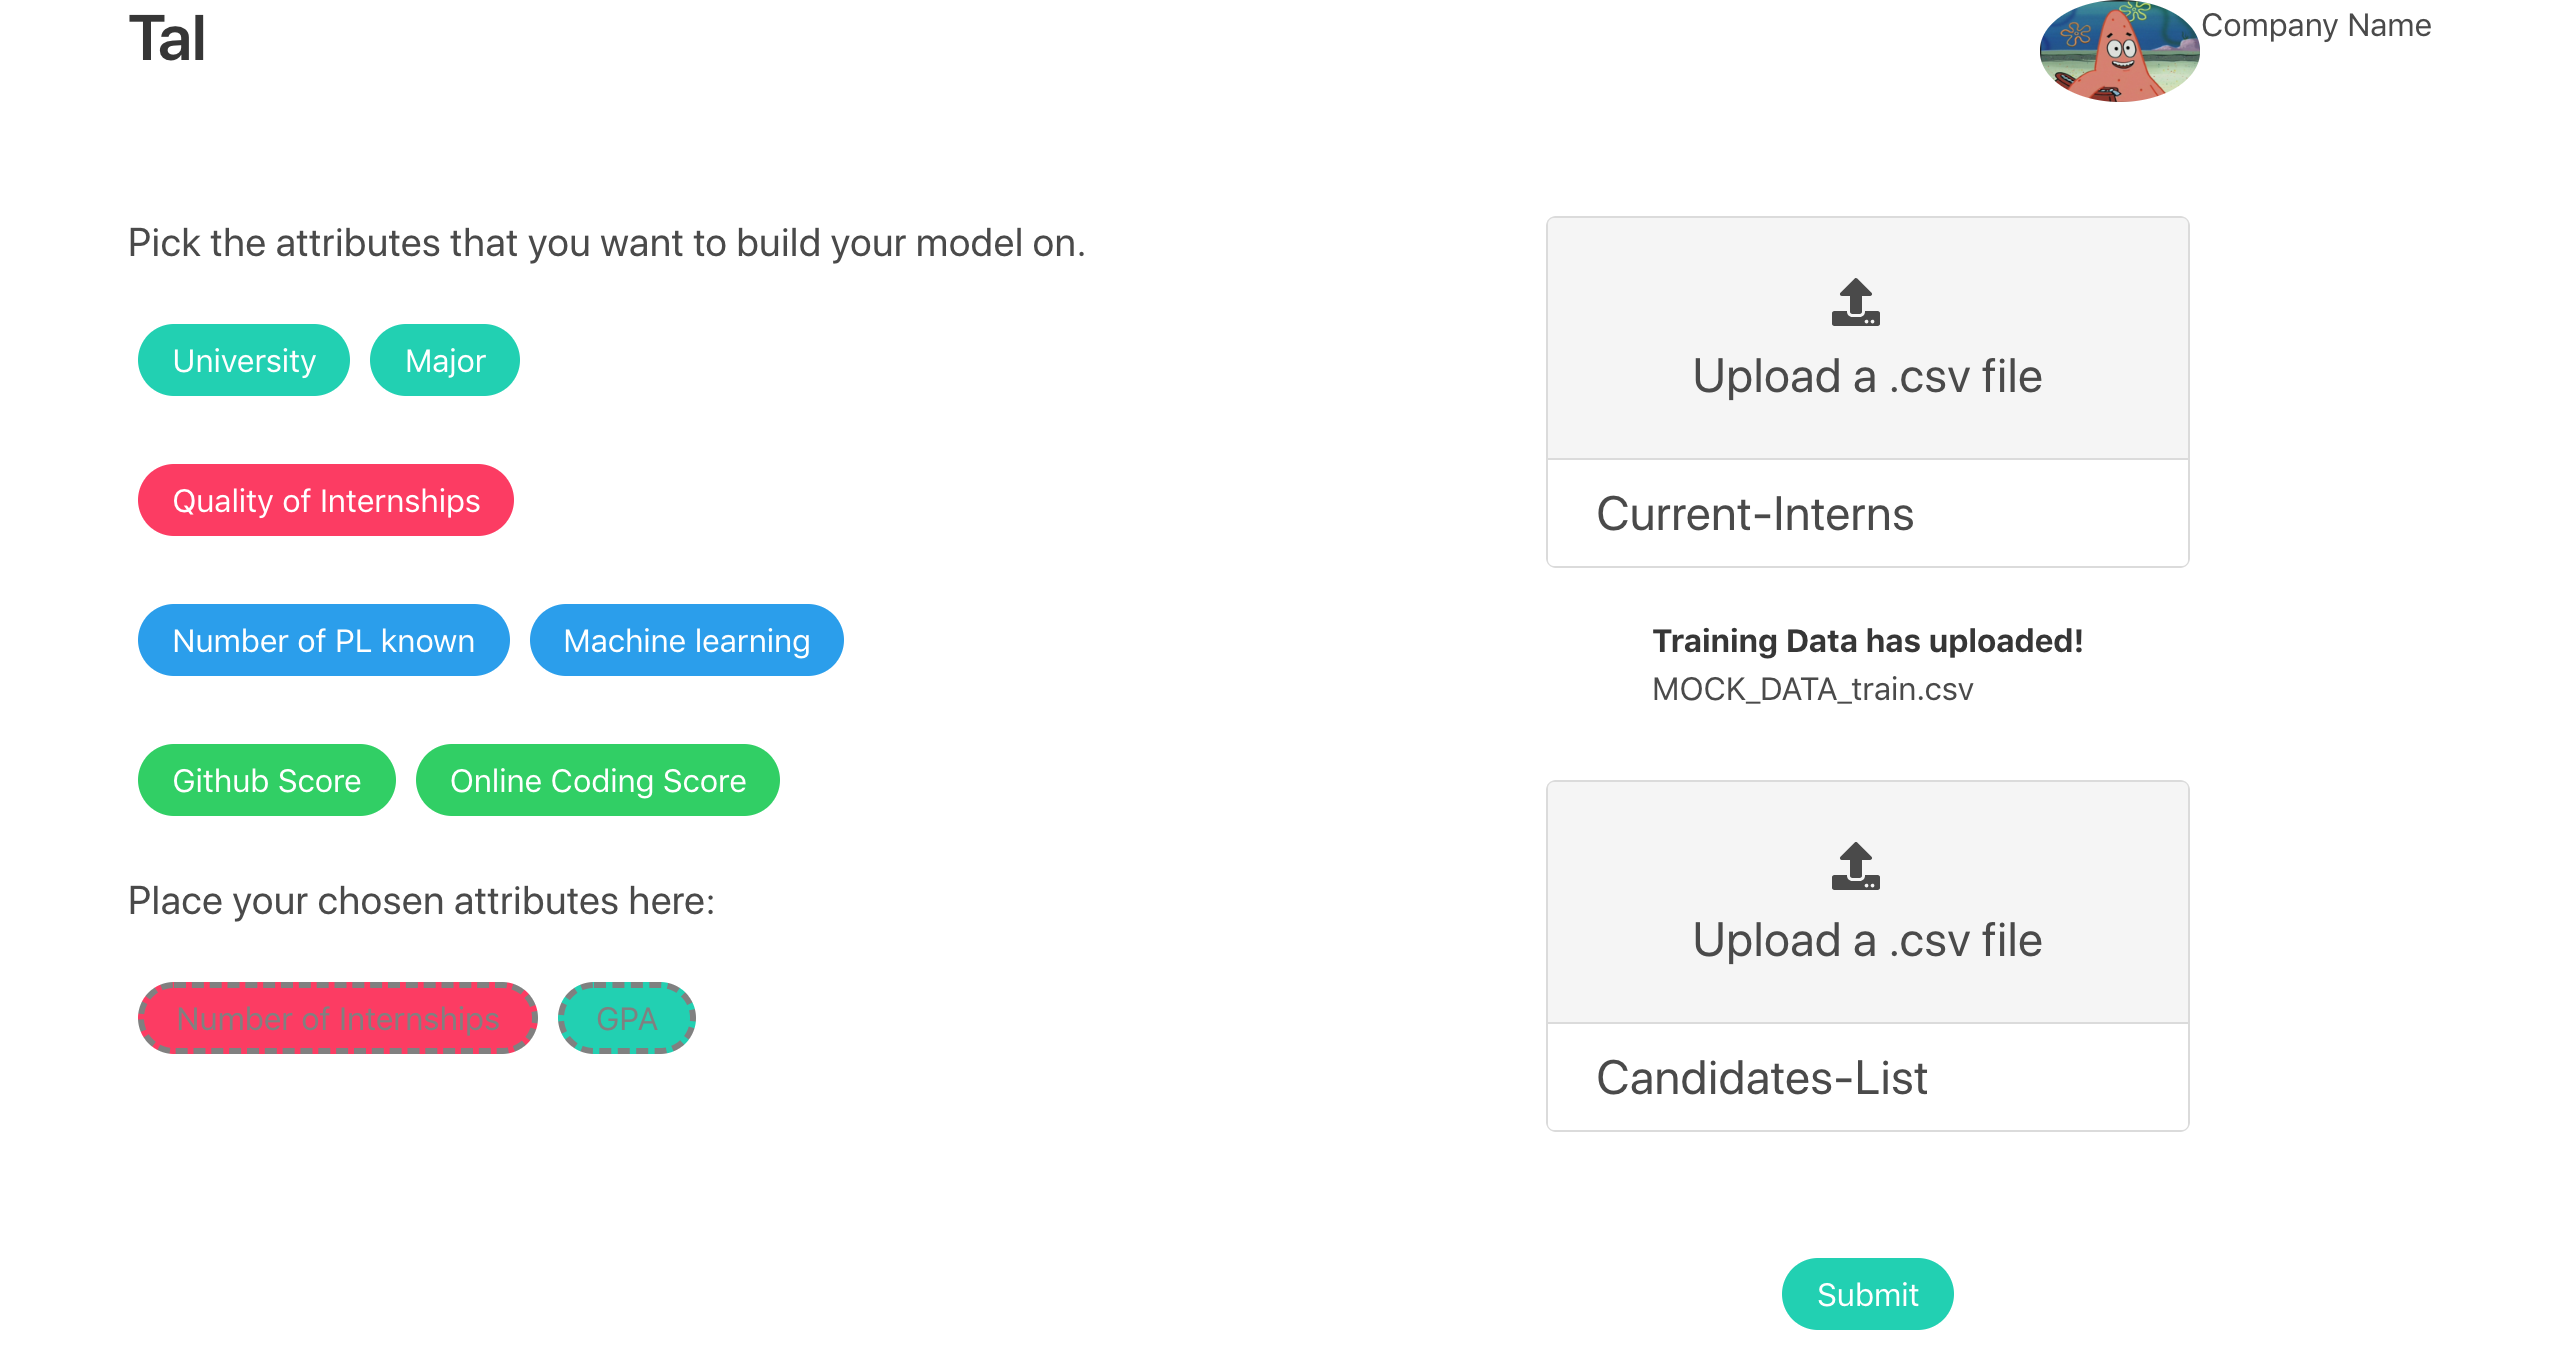 Tal
Company Name
Pick the attributes that you want to build your model on.
University
Major
Quality of Internships
Number of PL known
Machine learning
Github Score
Online Coding Score
Place your chosen attributes here:
Number of Internships
GPA
Upload a .csv file
Current-Interns
Training Data has uploaded!
MOCK_DATA_train.csv
Upload a .csv file
Candidates-List
Submit